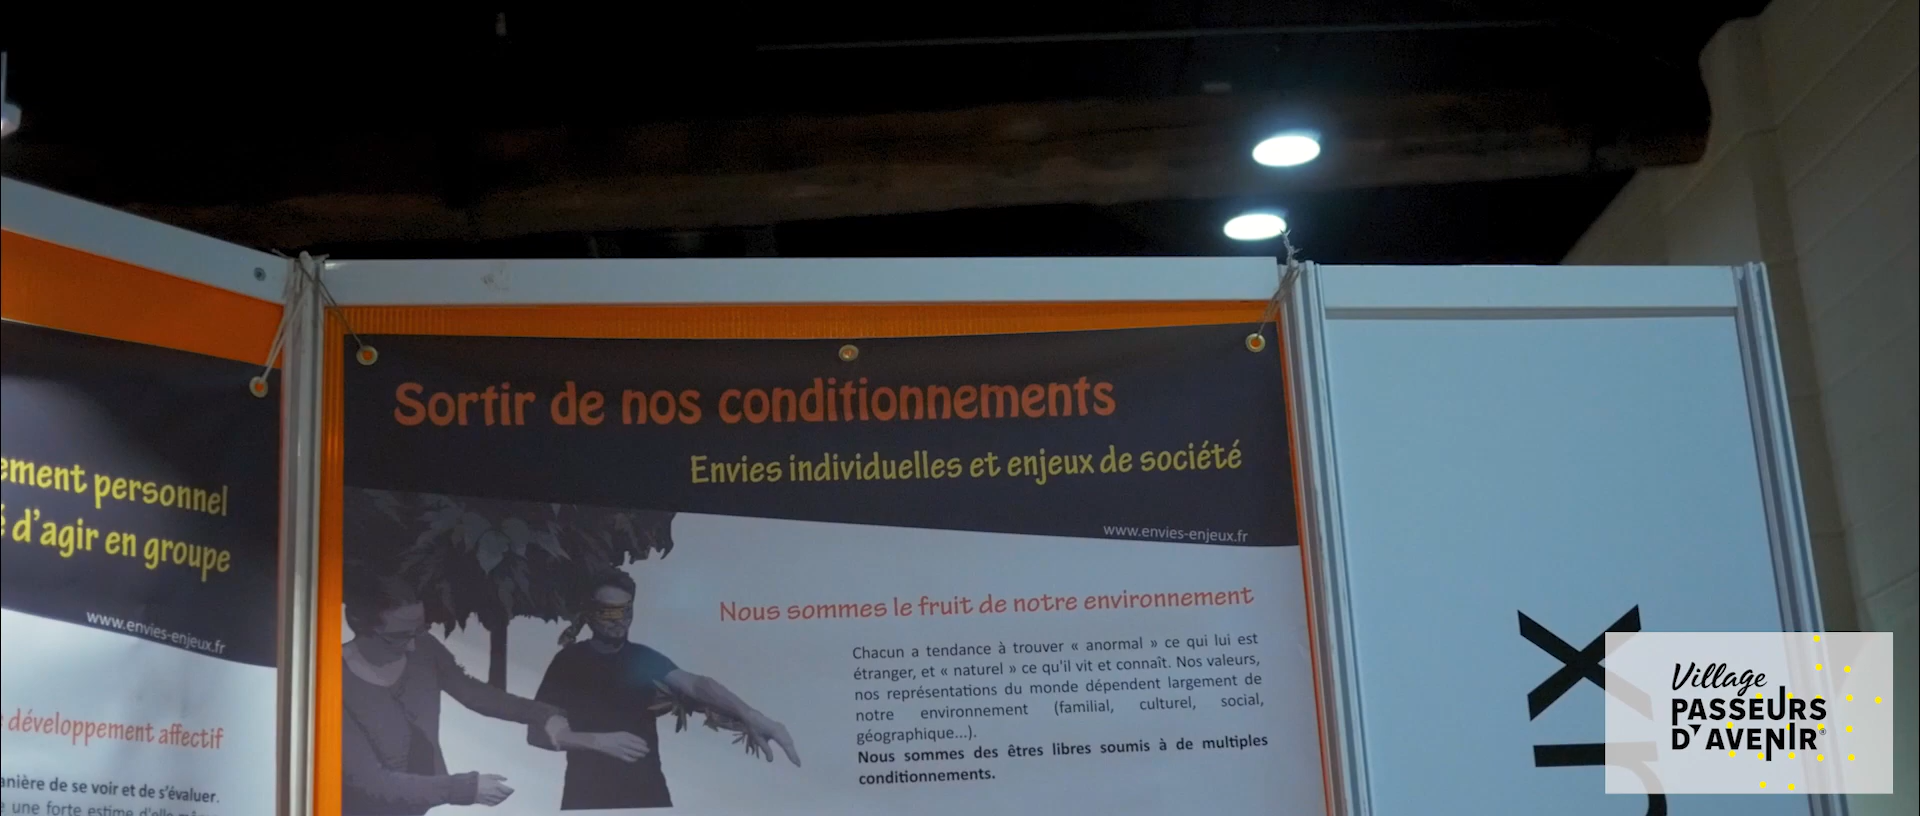 personnel
d'agir en groupe
www.envies-enjeux.fr
développement affectif
de se voir et de s'évaluer.
une forte estime
Sortir de nos conditionnements
Envies individuelles et enjeux de société
www.envies-enjeux.fr
Nous sommes le fruit de notre environnement
Chacun a tendance à trouver « anormal » ce qui lui est
étranger, et « naturel » ce qu'il vit et connaît. Nos valeurs,
nos représentations du monde dépendent largement de
notre environnement (familial, culturel, social,
géographique...).
Nous sommes des êtres libres soumis à de multiples
conditionnements.
Village
PASSEURS
D'AVENIR®